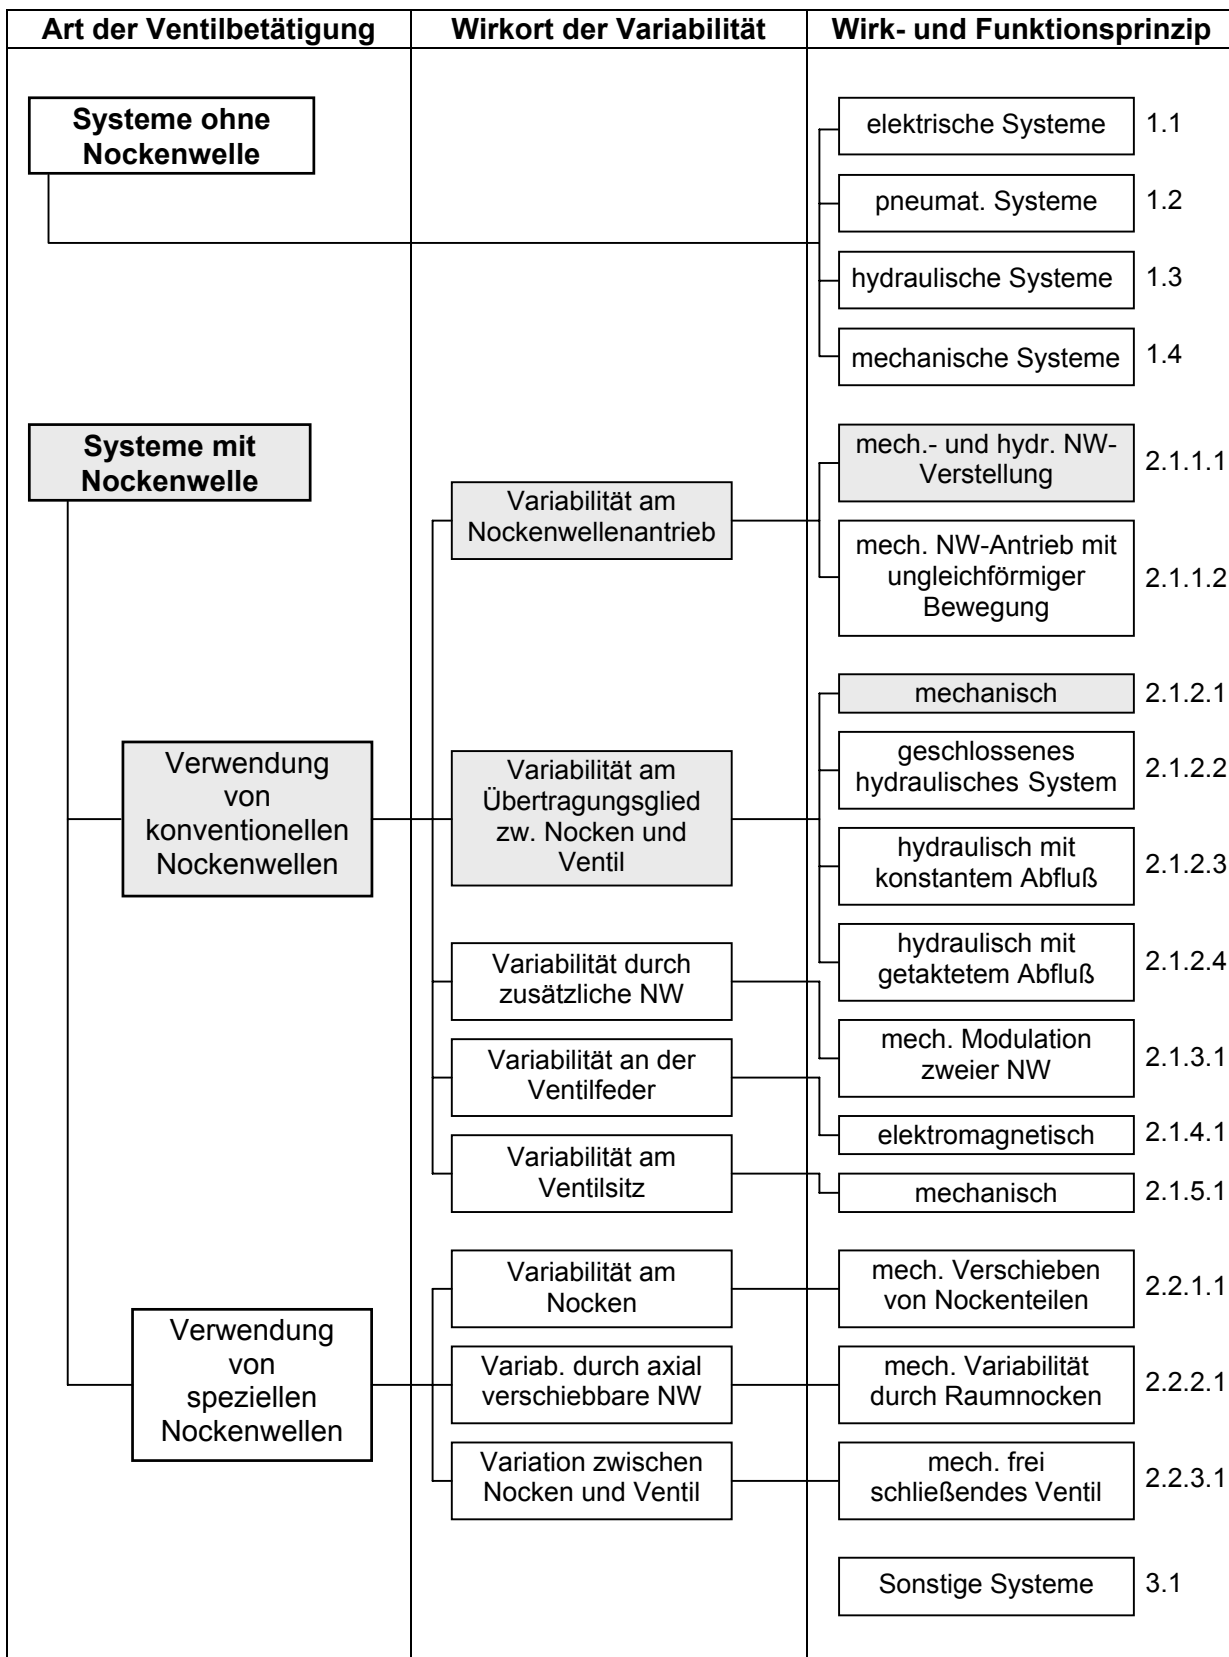 Art der Ventilbetätigung
Wirkort der Variabilität
Wirk- und Funktionsprinzip
Systeme ohne
Nockenwelle
elektrische Systeme
1.1
pneumat. Systeme
1.2
hydraulische Systeme
1.3
mechanische Systeme
1.4
Systeme mit
Nockenwelle
Variabilität am
Nockenwellenantrieb
mech.- und hydr. NW-
Verstellung
2.1.1.1
mech. NW-Antrieb mit
ungleichförmiger
Bewegung
2.1.1.2
Verwendung
von
konventionellen
Nockenwellen
Variabilität am
Übertragungsglied
zw. Nocken und
Ventil
mechanisch
2.1.2.1
geschlossenes
hydraulisches System
2.1.2.2
hydraulisch mit
konstantem Abfluß
2.1.2.3
hydraulisch mit
getaktetem Abfluß
2.1.2.4
Variabilität durch
zusätzliche NW
mech. Modulation
zweier NW
2.1.3.1
Variabilität an der
Ventilfeder
elektromagnetisch
2.1.4.1
Variabilität am
Ventilsitz
mechanisch
2.1.5.1
Verwendung
von
speziellen
Nockenwellen
Variabilität am
Nocken
mech. Verschieben
von Nockenteilen
2.2.1.1
Variab. durch axial
verschiebbare NW
mech. Variabilität
durch Raumnocken
2.2.2.1
Variation zwischen
Nocken und Ventil
mech. frei
schließendes Ventil
2.2.3.1
Sonstige Systeme
3.1